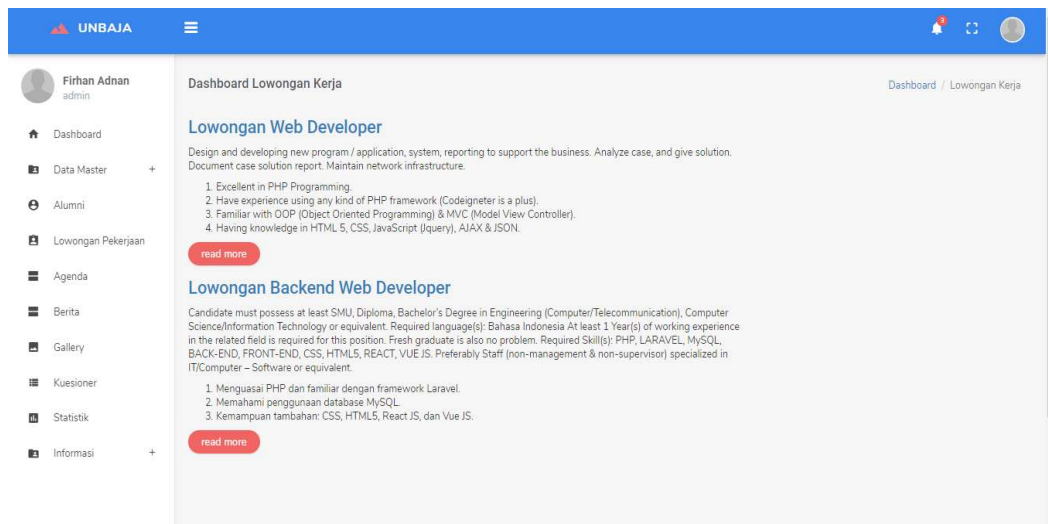 UNBAJA
3
Firhan Adnan
admin
Dashboard
Data Master +
Alumni
Lowongan Pekerjaan
Agenda
Berita
Gallery
Kuesioner
Statistik
Informasi +
Dashboard Lowongan Kerja
Dashboard / Lowongan Kerja
Lowongan Web Developer
Design and developing new program / application, system, reporting to support the business. Analyze case, and give solution.
Document case solution report. Maintain network infrastructure.
1. Excellent in PHP Programming.
2. Have experience using any kind of PHP framework (Codeigneter is a plus).
3. Familiar with OOP (Object Oriented Programming) & MVC (Model View Controller).
4. Having knowledge in HTML 5, CSS, JavaScript (Jquery), AJAX & JSON.
read more
Lowongan Backend Web Developer
Candidate must possess at least SMU, Diploma, Bachelor's Degree in Engineering (Computer/Telecommunication), Computer
Science/Information Technology or equivalent. Required language(s): Bahasa Indonesia At least 1 Year(s) of working experience
in the related field is required for this position. Fresh graduate is also no problem. Required Skill(s): PHP, LARAVEL, MySQL,
BACK-END, FRONT-END, CSS, HTML5, REACT, VUE JS. Preferably Staff (non-management & non-supervisor) specialized in
IT/Computer – Software or equivalent.
1. Menguasai PHP dan familiar dengan framework Laravel.
2. Memahami penggunaan database MySQL.
3. Kemampuan tambahan: CSS, HTML5, React JS, dan Vue JS.
read more